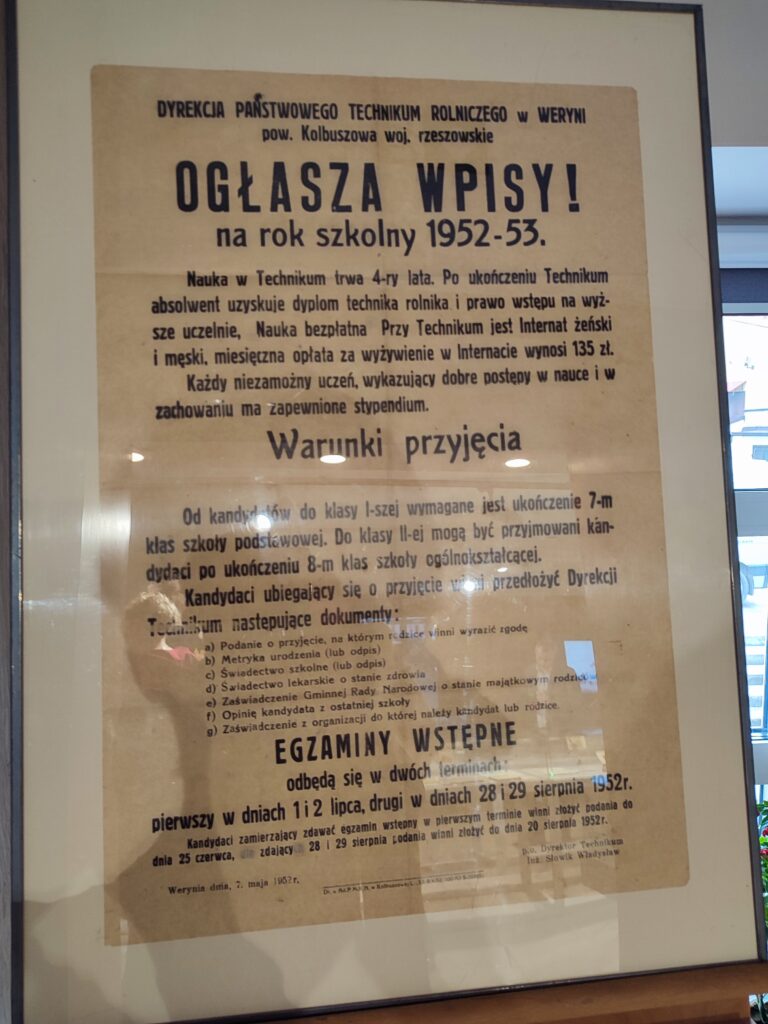 DYREKCJA PAŃSTWOWEGO TECHNIKUM ROLNICZEGO w WERYNI
pow. Kolbuszowa woj. rzeszowskie
OGŁASZA WPISY!
na rok szkolny 1952-53.
Nauka w Technikum trwa 4-ry lata. Po ukończeniu Technikum
absolwent uzyskuje dyplom technika rolnika i prawo wstępu na wyż-
sze uczelnie, Nauka bezpłatna Przy Technikum jest Internat żeński
i męski, miesięczna opłata za wyżywienie w Internacie wynosi 135 zł.
Każdy niezamożny uczeń, wykazujący dobre postępy w nauce i w
zachowaniu ma zapewnione stypendium.
Warunki przyjęcia
Od kandydatów do klasy I-szej wymagane jest ukończenie 7-m
klas szkoły podstawowej. Do klasy II-ej mogą być przyjmowani kan-
dydaci po ukończeniu 8-m klas szkoły ogólnokształcącej.
Kandydaci ubiegający się o przyjęcie winni przedłożyć Dyrekcji
Technikum następujące dokumenty:
a) Podanie o przyjęcie, na którym rodzice winni wyrazić zgodę
b) Metryka urodzenia (lub odpis)
c) Świadectwo szkolne (lub odpis)
d) Świadectwo lekarskie o stanie zdrowia
e) Zaświadczenie Gminnej Rady Narodowej o stanie majątkowym rodziców
f) Opinię kandydata z ostatniej szkoły
g) Zaświadczenie z organizacji do której należy kandydat lub rodzice.
EGZAMINY WSTĘPNE
odbędą się w dwóch terminach:
pierwszy w dniach 1 i 2 lipca, drugi w dniach 28 i 29 sierpnia 1952r.
Kandydaci zamierzający zdawać egzamin wstępny w pierwszym terminie winni złożyć podania do
dnia 25 czerwca, zdający 28 i 29 sierpnia podania winni złożyć do dnia 20 sierpnia 1952r.
p.o. Dyrektor Technikum
Inż. Słowik Władysław
Werynia dnia, 7. maja 1952r.
w Kolbuszowej